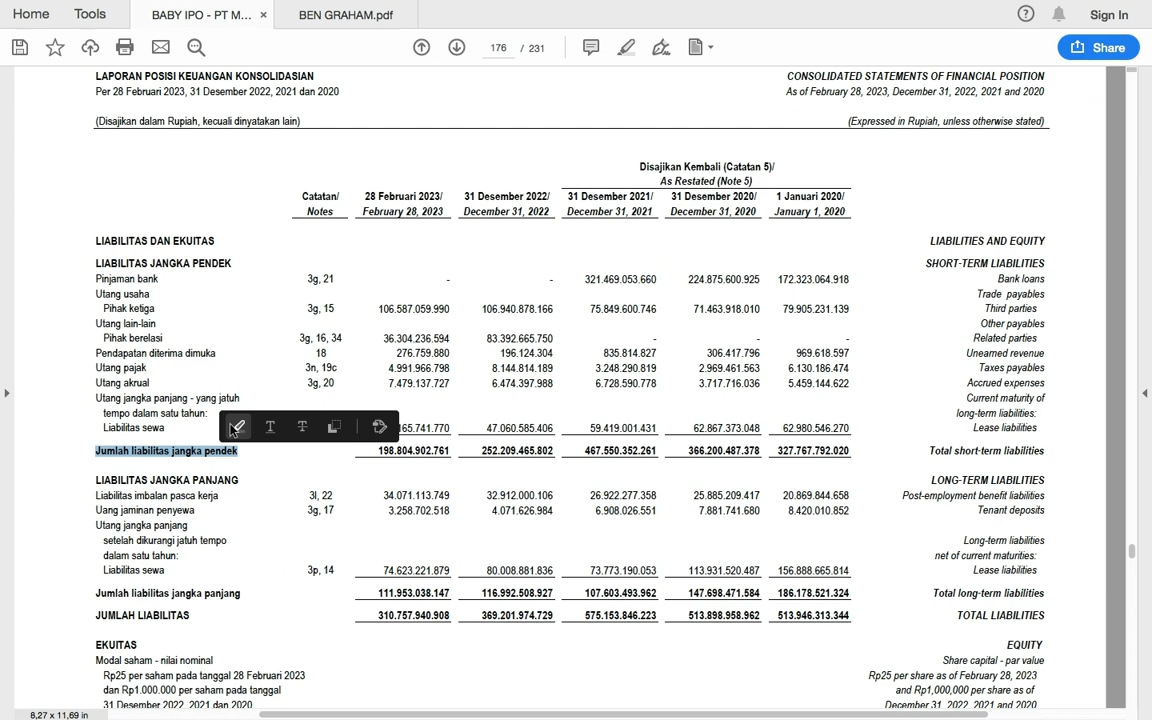 Home Tools BABY IPO - PT M... × BEN GRAHAM.pdf Sign In
176 / 231 Share
LAPORAN POSISI KEUANGAN KONSOLIDASIAN CONSOLIDATED STATEMENTS OF FINANCIAL POSITION
Per 28 Februari 2023, 31 Desember 2022, 2021 dan 2020 As of February 28, 2023, December 31, 2022, 2021 and 2020
(Disajikan dalam Rupiah, kecuali dinyatakan lain) (Expressed in Rupiah, unless otherwise stated)
Disajikan Kembali (Catatan 5)/
As Restated (Note 5)
Catatan/ 28 Februari 2023/ 31 Desember 2022/ 31 Desember 2021/ 31 Desember 2020/ 1 Januari 2020/
Notes February 28, 2023 December 31, 2022 December 31, 2021 December 31, 2020 January 1, 2020
LIABILITAS DAN EKUITAS LIABILITIES AND EQUITY
LIABILITAS JANGKA PENDEK SHORT-TERM LIABILITIES
Pinjaman bank 3g, 21 - - 321.469.053.660 224.875.600.925 172.323.064.918 Bank loans
Utang usaha Trade payables
Pihak ketiga 3g, 15 106.587.059.990 106.940.878.166 75.849.600.746 71.463.918.010 79.905.231.139 Third parties
Utang lain-lain Other payables
Pihak berelasi 3g, 16, 34 36.304.236.594 83.392.665.750 - - - Related parties
Pendapatan diterima dimuka 18 276.759.880 196.124.304 835.814.827 306.417.796 969.618.597 Unearned revenue
Utang pajak 3n, 19c 4.991.966.798 8.144.814.189 3.248.290.819 2.969.461.563 6.130.186.474 Taxes payables
Utang akrual 3g, 20 7.479.137.727 6.474.397.988 6.728.590.778 3.717.716.036 5.459.144.622 Accrued expenses
Utang jangka panjang - yang jatuh Current maturity of
tempo dalam satu tahun: long-term liabilities:
Liabilitas sewa 65.741.770 47.060.585.406 59.419.001.431 62.867.373.048 62.980.546.270 Lease liabilities
Jumlah liabilitas jangka pendek 198.804.902.761 252.209.465.802 467.550.352.261 366.200.487.378 327.767.792.020 Total short-term liabilities
LIABILITAS JANGKA PANJANG LONG-TERM LIABILITIES
Liabilitas imbalan pasca kerja 3l, 22 34.071.113.749 32.912.000.106 26.922.277.358 25.885.209.417 20.869.844.658 Post-employment benefit liabilities
Uang jaminan penyewa 3g, 17 3.258.702.518 4.071.626.984 6.908.026.551 7.881.741.680 8.420.010.852 Tenant deposits
Utang jangka panjang
setelah dikurangi jatuh tempo Long-term liabilities
dalam satu tahun: net of current maturities:
Liabilitas sewa 3p, 14 74.623.221.879 80.008.881.836 73.773.190.053 113.931.520.487 156.888.665.814 Lease liabilities
Jumlah liabilitas jangka panjang 111.953.038.147 116.992.508.927 107.603.493.962 147.698.471.584 186.178.521.324 Total long-term liabilities
JUMLAH LIABILITAS 310.757.940.908 369.201.974.729 575.153.846.223 513.898.958.962 513.946.313.344 TOTAL LIABILITIES
EKUITAS EQUITY
Modal saham - nilai nominal Share capital - par value
Rp25 per saham pada tanggal 28 Februari 2023 Rp25 per share as of February 28, 2023
dan Rp1.000.000 per saham pada tanggal and Rp1,000,000 per share as of
31 Desember 2022, 2021 dan 2020 December 31, 2022, 2021 and 2020
8,27 x 11,69 in